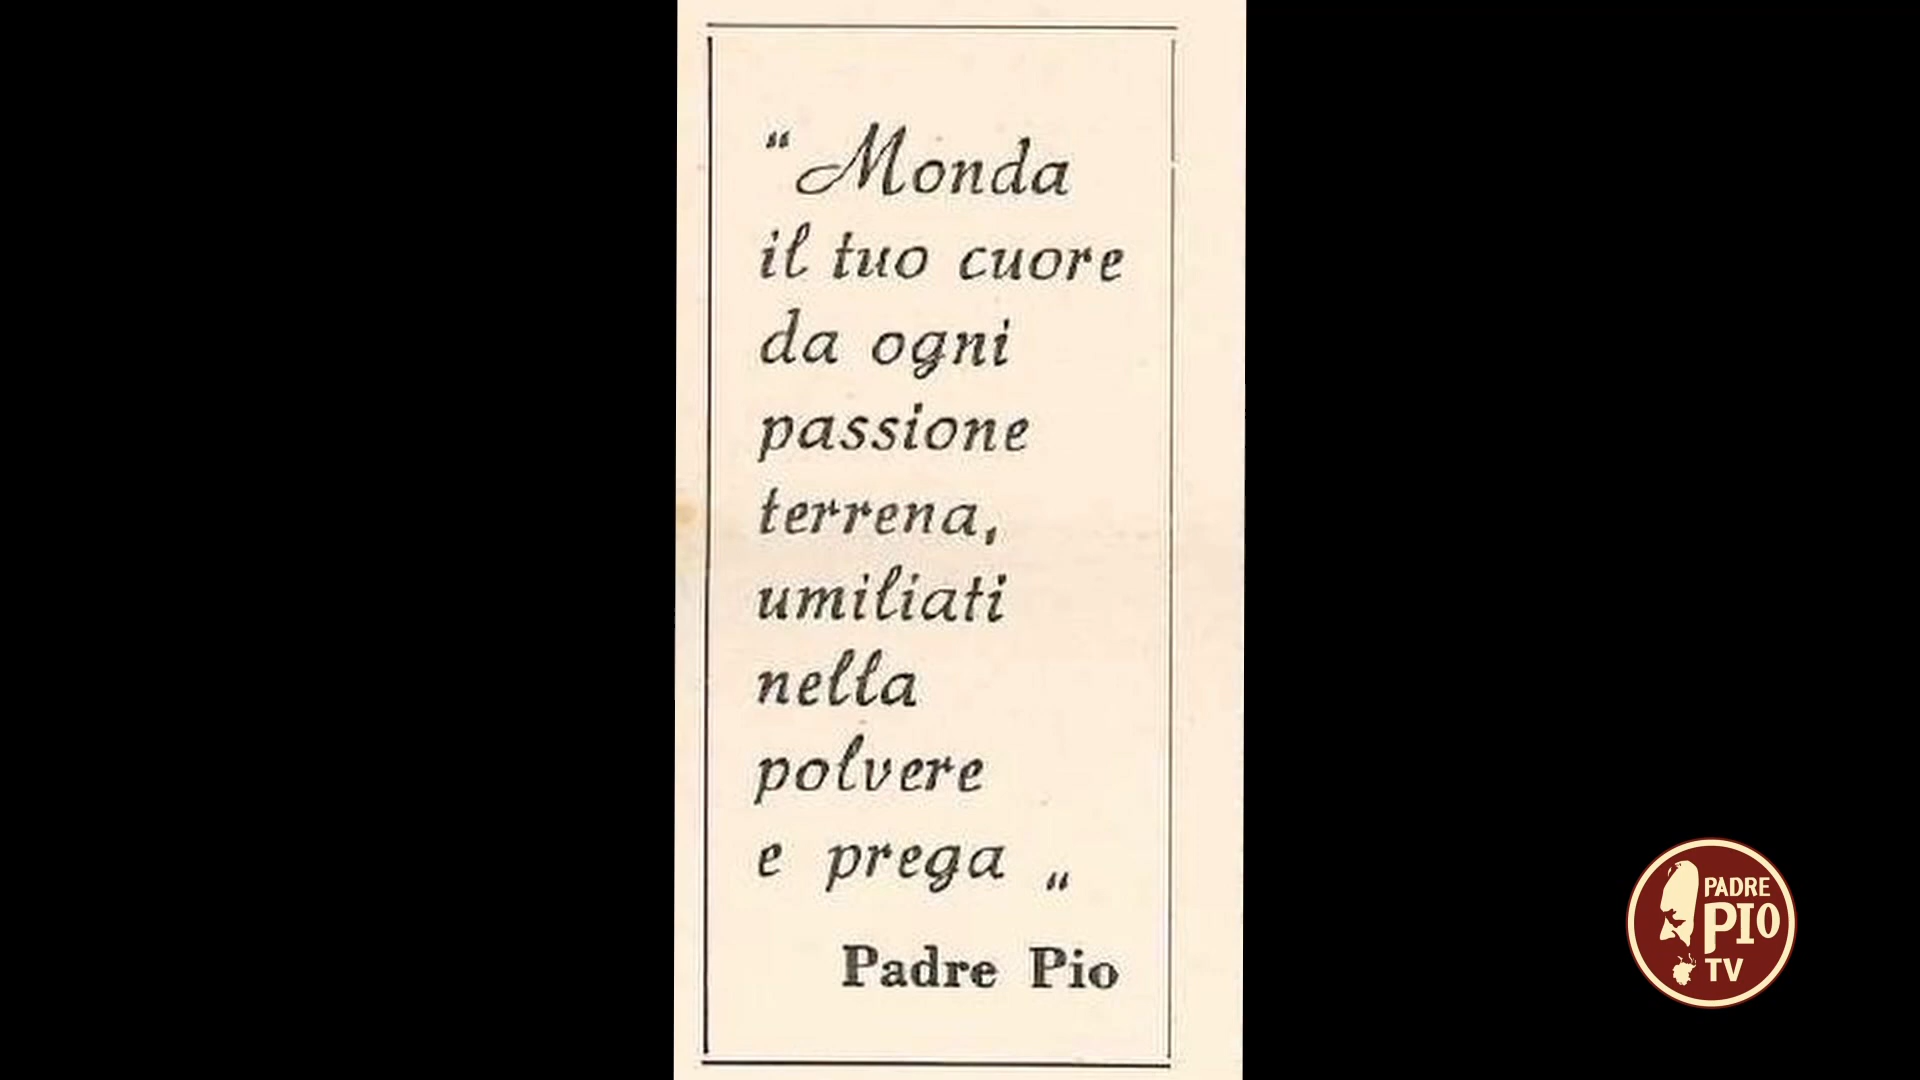 “Monda
il tuo cuore
da ogni
passione
terrena,
umiliati
nella
polvere
e prega „
Padre Pio
PADRE
PIO
TV